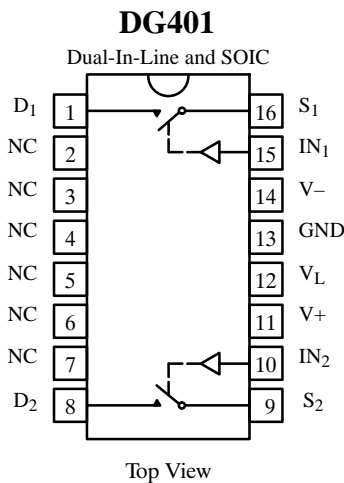 DG401
Dual-In-Line and SOIC
D1 1 16 S1
NC 2 15 IN1
NC 3 14 V−
NC 4 13 GND
NC 5 12 VL
NC 6 11 V+
NC 7 10 IN2
D2 8 9 S2
Top View